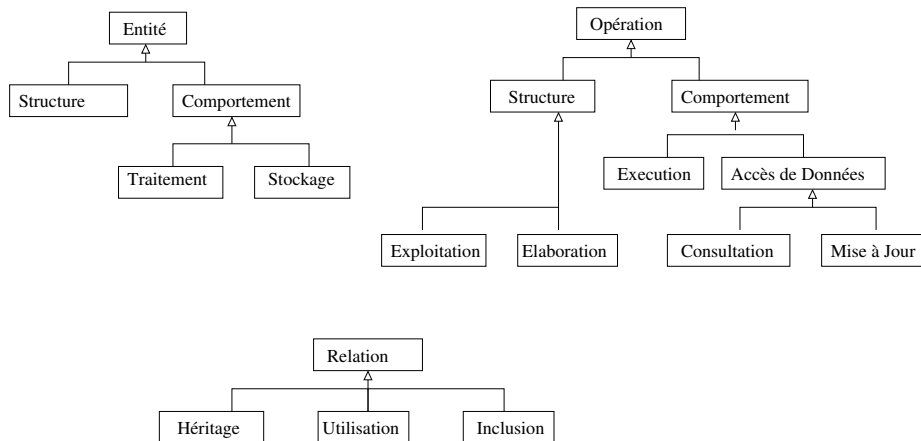 Entité
Structure
Comportement
Traitement
Stockage
Opération
Structure
Comportement
Execution
Accès de Données
Exploitation
Elaboration
Consultation
Mise à Jour
Relation
Héritage
Utilisation
Inclusion